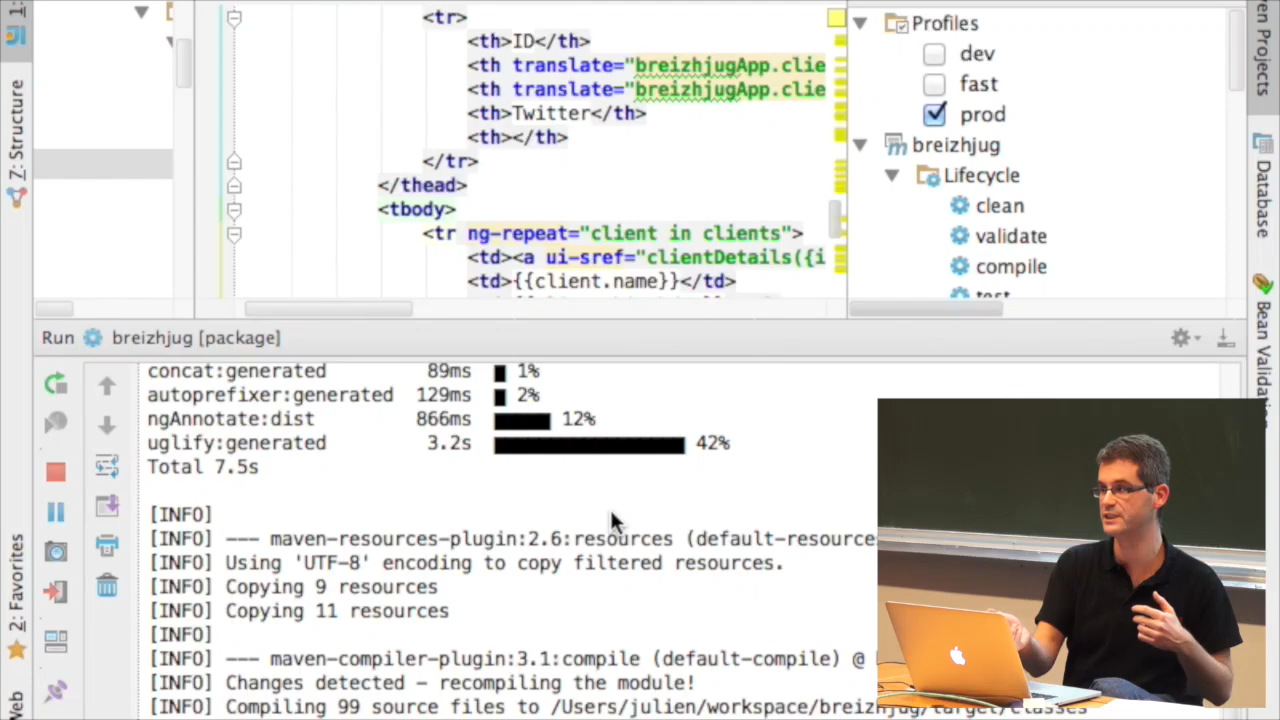 <tr>
<th>ID</th>
<th translate="breizhjugApp.clie
<th translate="breizhjugApp.clie
<th>Twitter</th>
<th></th>
</tr>
</thead>
<tbody>
<tr ng-repeat="client in clients">
<td><a ui-sref="clientDetails({i
<td>{{client.name}}</td>
Profiles
dev
fast
prod
breizhjug
Lifecycle
clean
validate
compile
test
1:
Z: Structure
2: Favorites
Web
ven Projects
Database
Bean Validation
Run breizhjug [package]
concat:generated 89ms 1%
autoprefixer:generated 129ms 2%
ngAnnotate:dist 866ms 12%
uglify:generated 3.2s 42%
Total 7.5s
[INFO]
[INFO] --- maven-resources-plugin:2.6:resources (default-resource
[INFO] Using 'UTF-8' encoding to copy filtered resources.
[INFO] Copying 9 resources
[INFO] Copying 11 resources
[INFO]
[INFO] --- maven-compiler-plugin:3.1:compile (default-compile) @
[INFO] Changes detected - recompiling the module!
[INFO] Compiling 99 source files to /Users/julien/workspace/breizhjug/target/classes